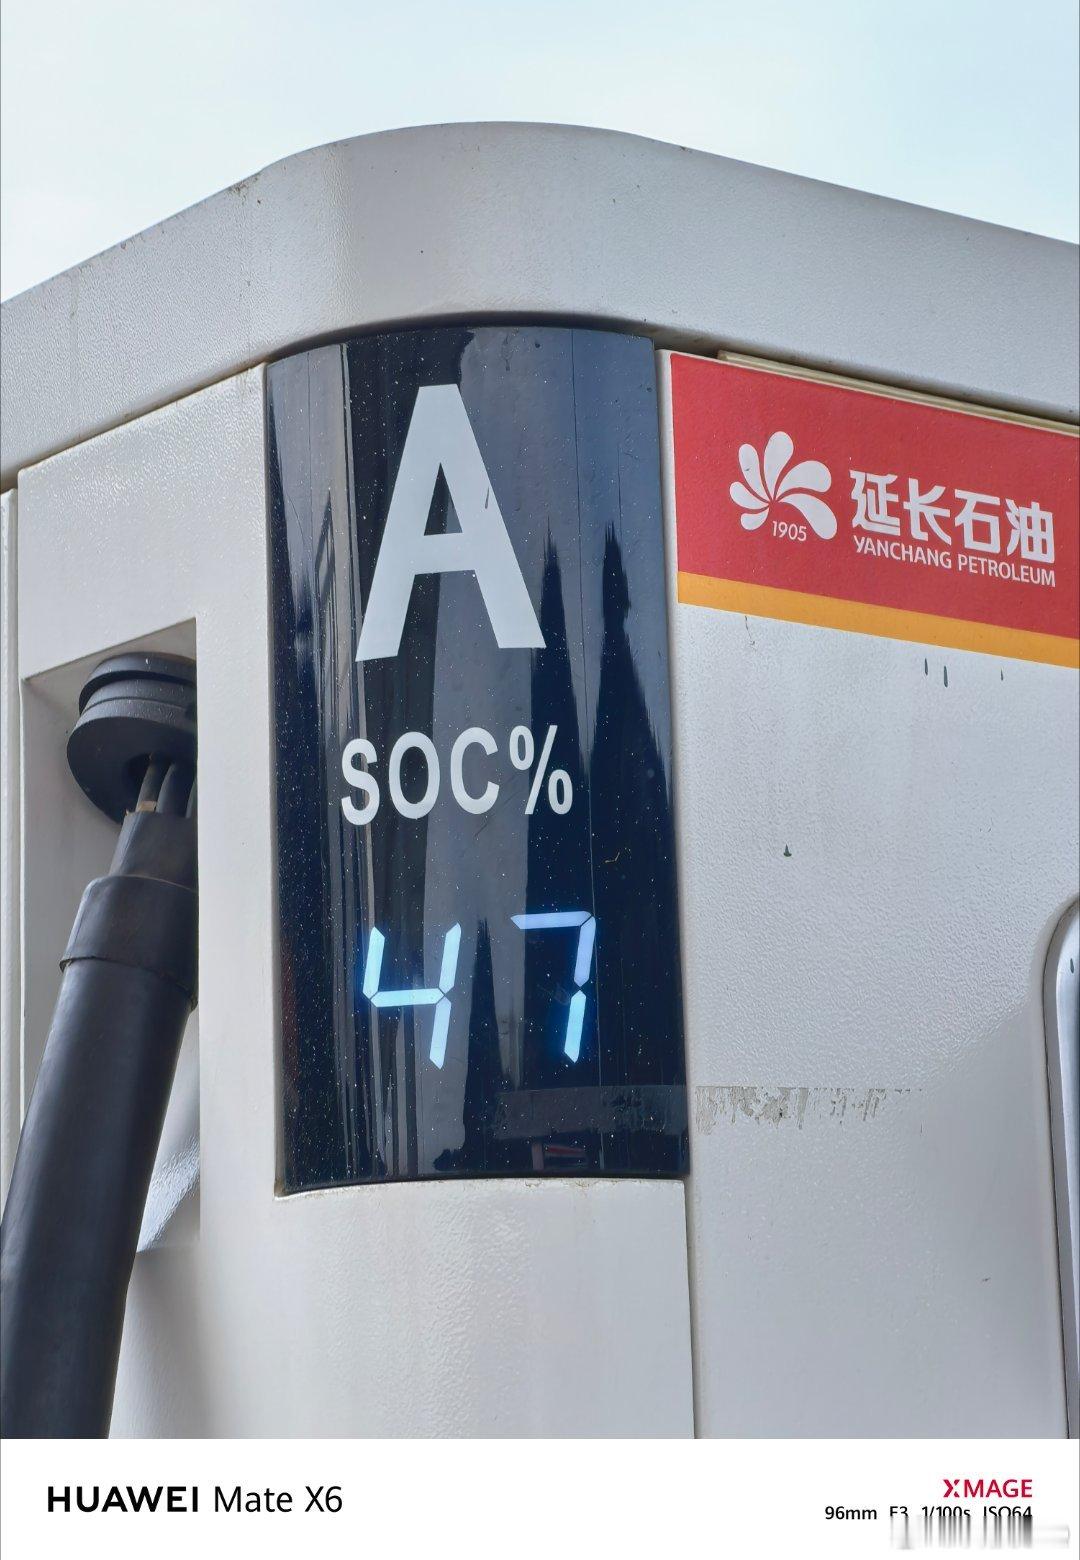 A
SOC%
47
1905
延长石油
YANCHANG PETROLEUM
HUAWEI Mate X6
XMAGE
96mm F3 1/100s ISO64